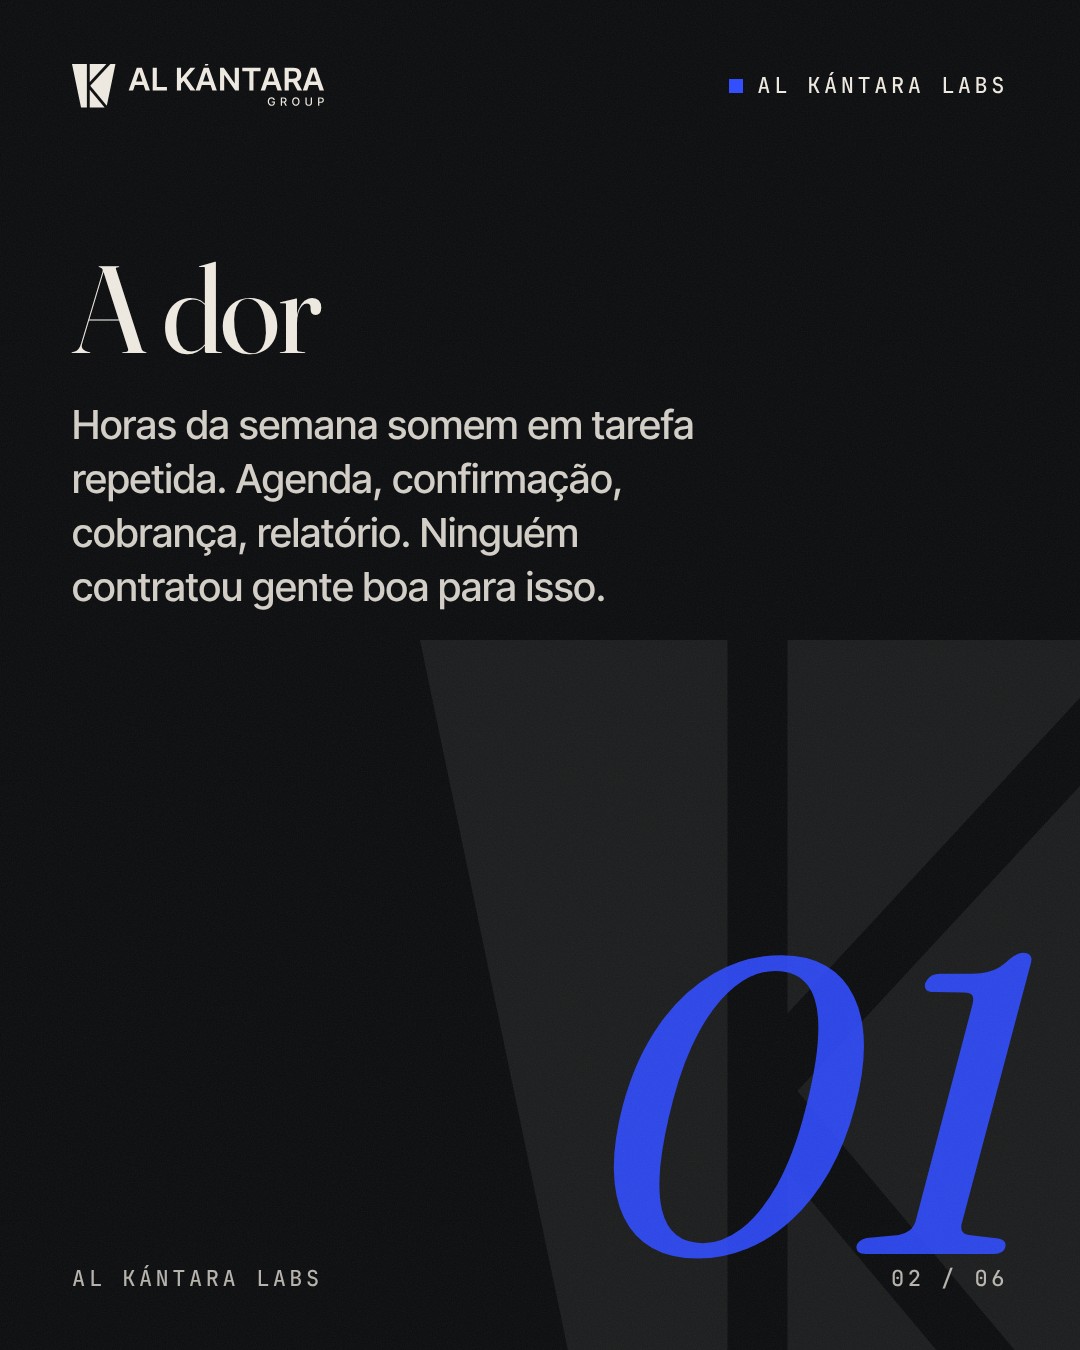 AL KÁNTARA
GROUP
AL KÁNTARA LABS
A dor
Horas da semana somem em tarefa
repetida. Agenda, confirmação,
cobrança, relatório. Ninguém
contratou gente boa para isso.
01
AL KÁNTARA LABS
02 / 06